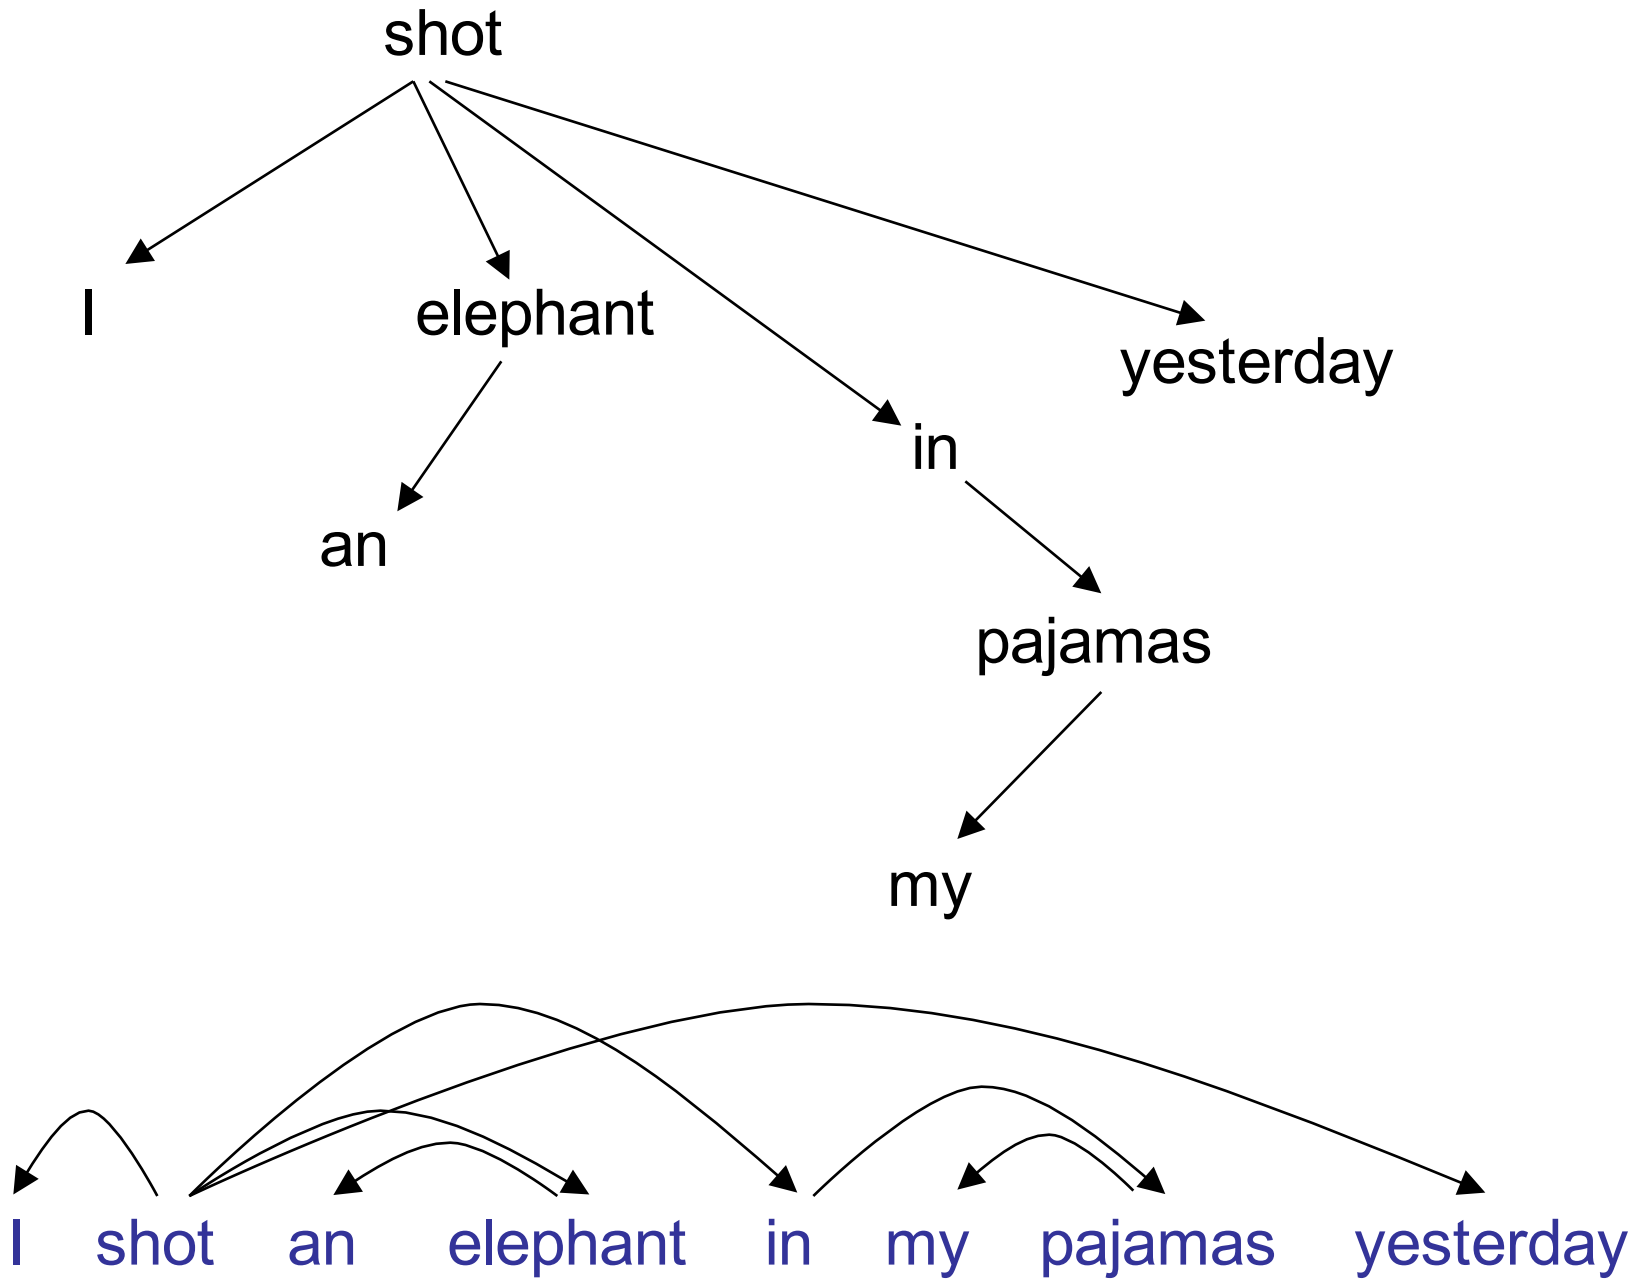 shot
I elephant
yesterday
in
an
pajamas
my
I shot an elephant in my pajamas yesterday